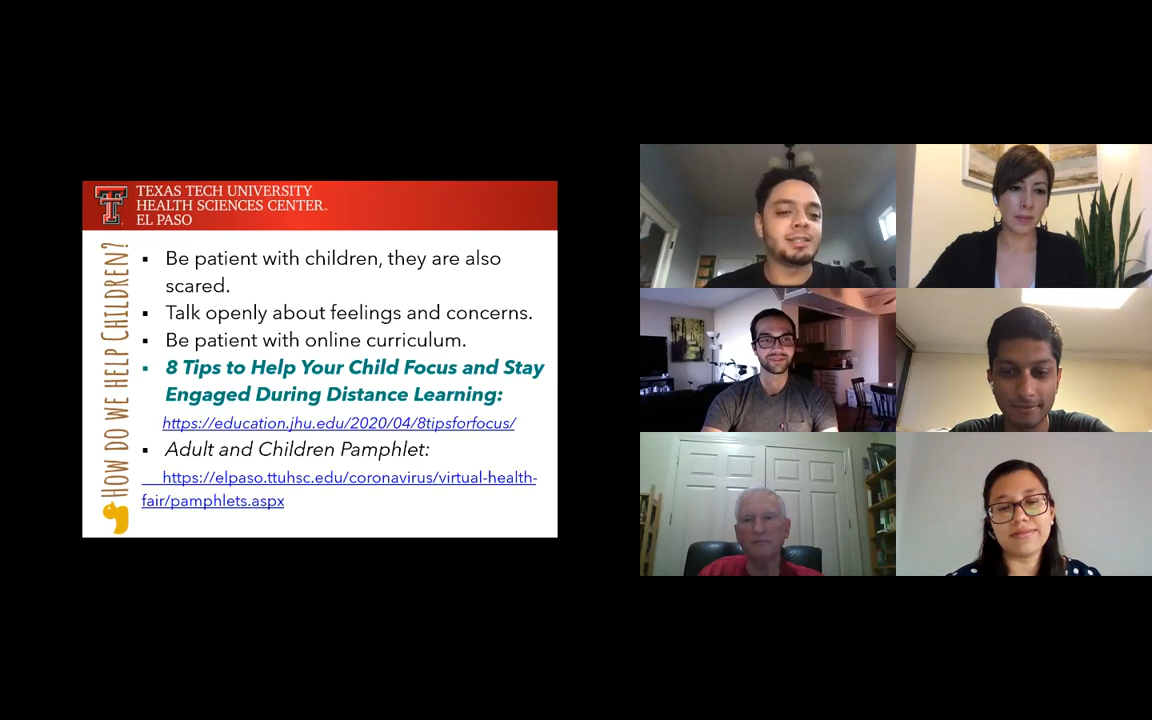 TEXAS TECH UNIVERSITY
HEALTH SCIENCES CENTER™
EL PASO
HOW DO WE HELP CHILDREN?
▪ Be patient with children, they are also
scared.
▪ Talk openly about feelings and concerns.
▪ Be patient with online curriculum.
▪ 8 Tips to Help Your Child Focus and Stay
Engaged During Distance Learning:
https://education.jhu.edu/2020/04/8tipsforfocus/
▪ Adult and Children Pamphlet:
https://elpaso.ttuhsc.edu/coronavirus/virtual-health-
fair/pamphlets.aspx